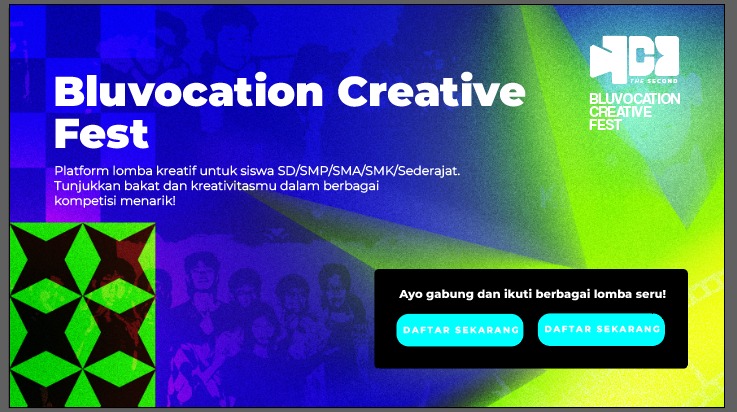 Bluvocation Creative
Fest
Platform lomba kreatif untuk siswa SD/SMP/SMA/SMK/Sederajat.
Tunjukkan bakat dan kreativitasmu dalam berbagai
kompetisi menarik!
THE SECOND
BLUVOCATION
CREATIVE
FEST
Ayo gabung dan ikuti berbagai lomba seru!
DAFTAR SEKARANG
DAFTAR SEKARANG